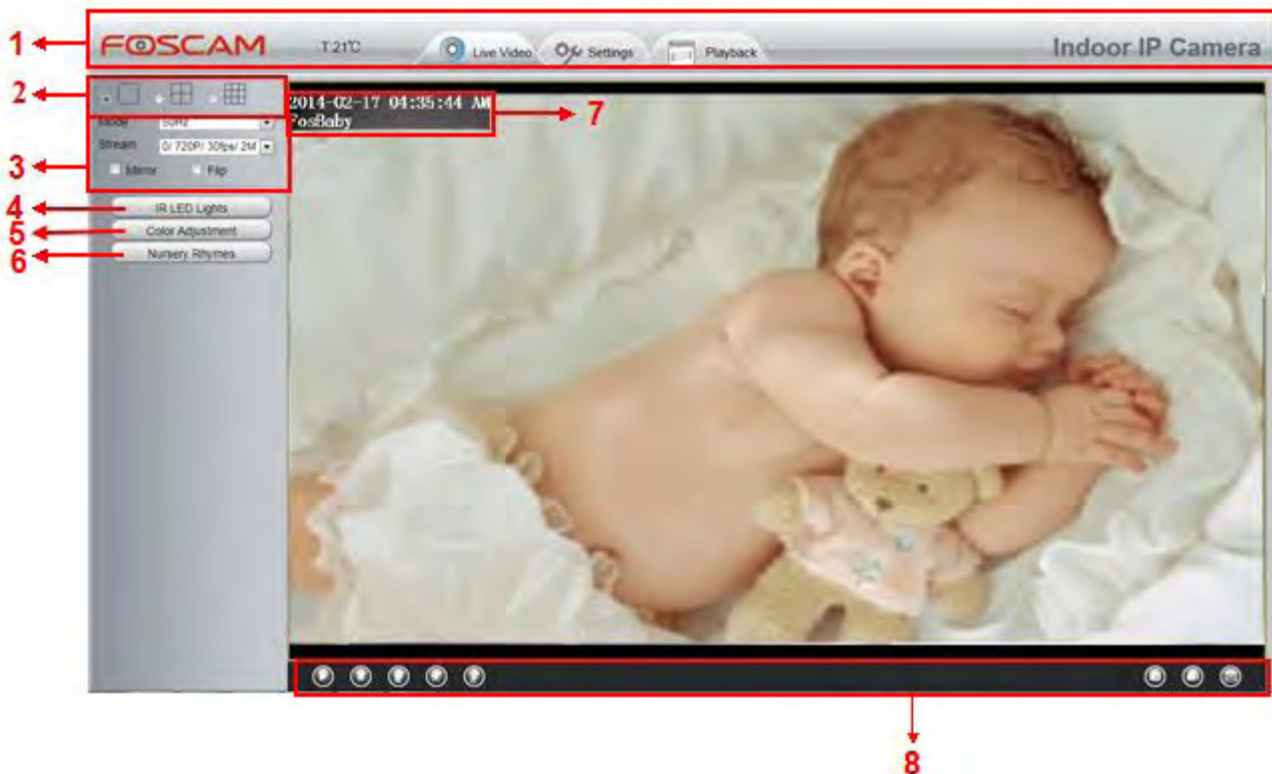 1 FOSCAM T:21℃ Live Video Settings Playback Indoor IP Camera
2
7
2014-02-17 04:35:44 AM
FosBaby
Mode 50Hz
Stream 0/ 720P/ 30fps/ 2M
3
Mirror Flip
4 IR LED Lights
5 Color Adjustment
6 Nursery Rhymes
8